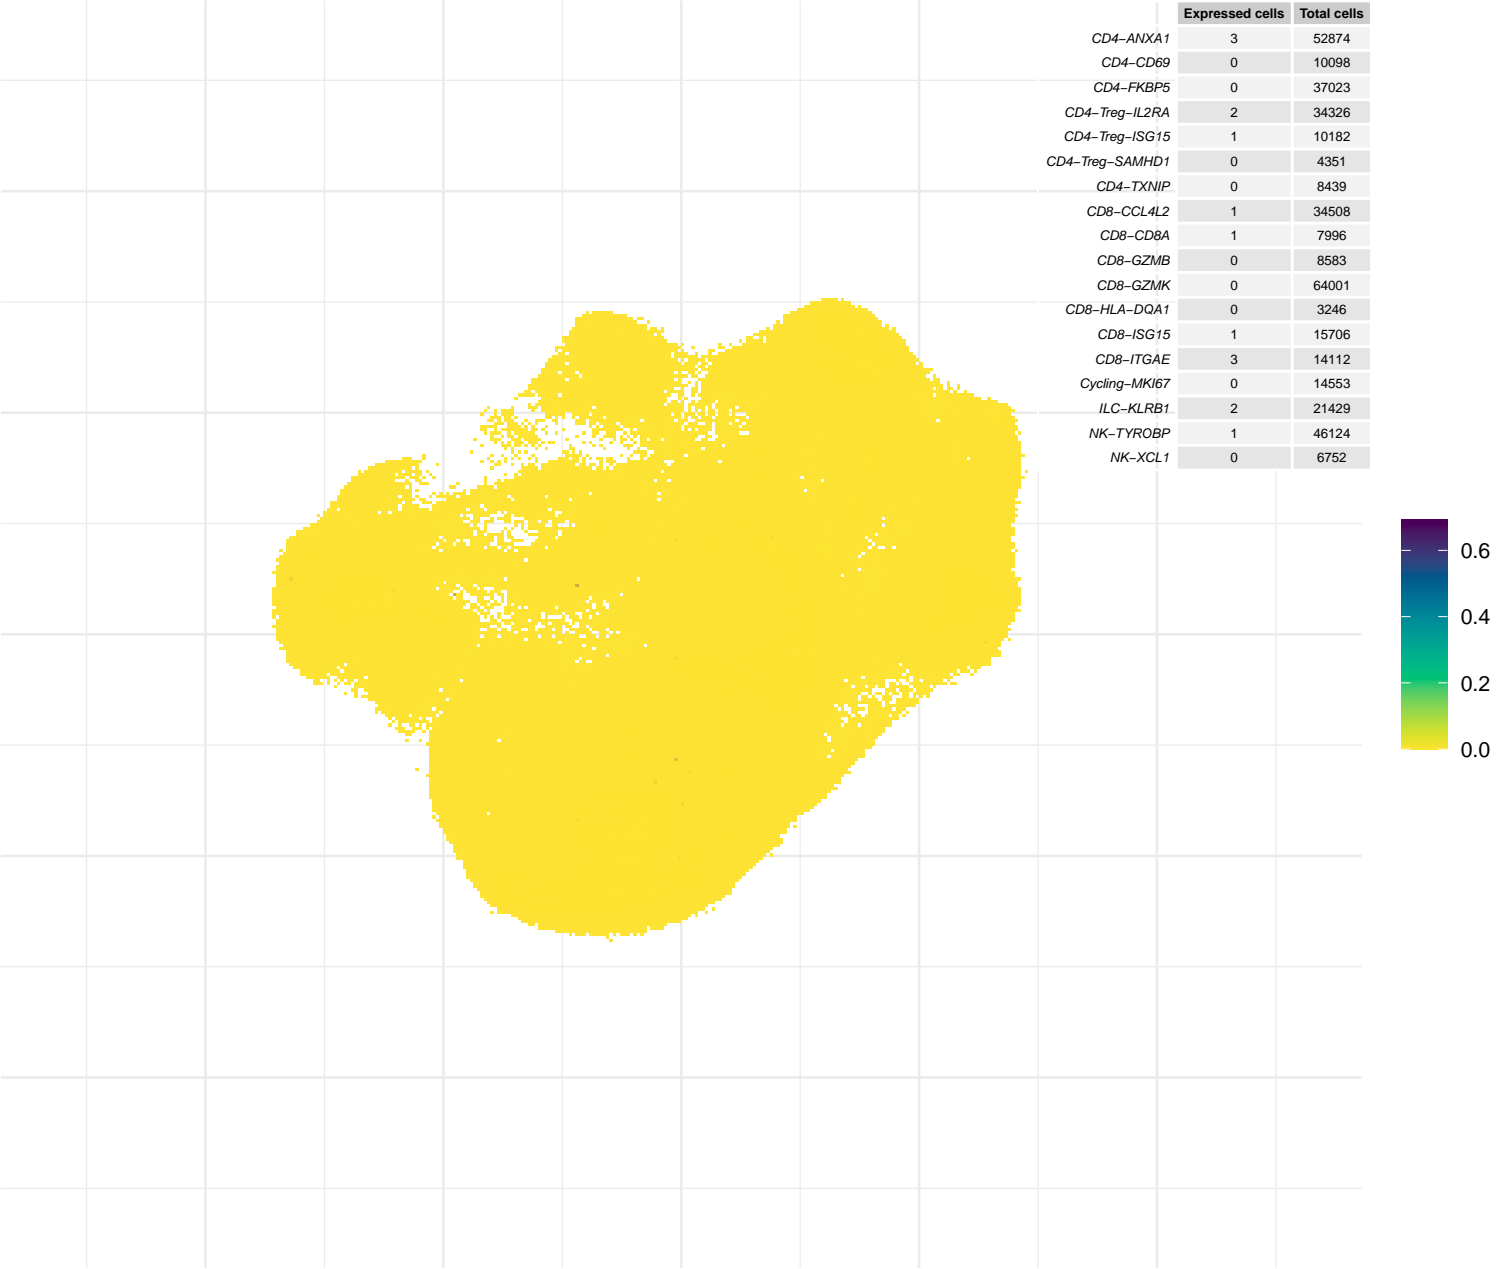 Expressed cells Total cells
CD4−ANXA1 3 52874
CD4−CD69 0 10098
CD4−FKBP5 0 37023
CD4−Treg−IL2RA 2 34326
CD4−Treg−ISG15 1 10182
CD4−Treg−SAMHD1 0 4351
CD4−TXNIP 0 8439
CD8−CCL4L2 1 34508
CD8−CD8A 1 7996
CD8−GZMB 0 8583
CD8−GZMK 0 64001
CD8−HLA−DQA1 0 3246
CD8−ISG15 1 15706
CD8−ITGAE 3 14112
Cycling−MKI67 0 14553
ILC−KLRB1 2 21429
NK−TYROBP 1 46124
NK−XCL1 0 6752
0.6
0.4
0.2
0.0